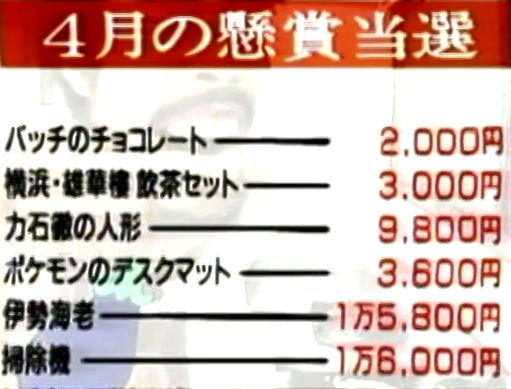 4月の懸賞当選
バッチのチョコレート 2,000円
横浜・雄華樓 飲茶セット 3,000円
力石徹の人形 9,800円
ポケモンのデスクマット 3,600円
伊勢海老 1万5,800円
掃除機 1万6,000円